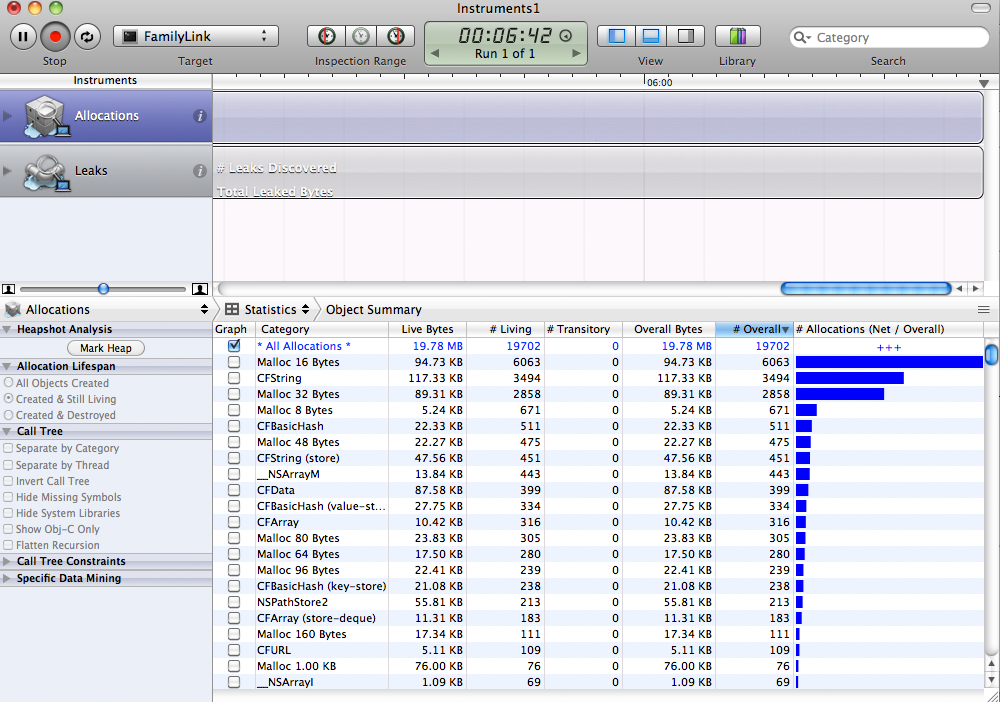 Instruments1
FamilyLink
00:06:42
Run 1 of 1
Category
Stop
Target
Inspection Range
View
Library
Search
Instruments
06:00
Allocations
Leaks
# Leaks Discovered
Total Leaked Bytes
Allocations
Statistics
Object Summary
Heapshot Analysis
Mark Heap
Allocation Lifespan
All Objects Created
Created & Still Living
Created & Destroyed
Call Tree
Separate by Category
Separate by Thread
Invert Call Tree
Hide Missing Symbols
Hide System Libraries
Show Obj-C Only
Flatten Recursion
Call Tree Constraints
Specific Data Mining
Graph Category Live Bytes # Living # Transitory Overall Bytes # Overall # Allocations (Net / Overall)
* All Allocations * 19.78 MB 19702 0 19.78 MB 19702 +++
Malloc 16 Bytes 94.73 KB 6063 0 94.73 KB 6063
CFString 117.33 KB 3494 0 117.33 KB 3494
Malloc 32 Bytes 89.31 KB 2858 0 89.31 KB 2858
Malloc 8 Bytes 5.24 KB 671 0 5.24 KB 671
CFBasicHash 22.33 KB 511 0 22.33 KB 511
Malloc 48 Bytes 22.27 KB 475 0 22.27 KB 475
CFString (store) 47.56 KB 451 0 47.56 KB 451
__NSArrayM 13.84 KB 443 0 13.84 KB 443
CFData 87.58 KB 399 0 87.58 KB 399
CFBasicHash (value-st... 27.75 KB 334 0 27.75 KB 334
CFArray 10.42 KB 316 0 10.42 KB 316
Malloc 80 Bytes 23.83 KB 305 0 23.83 KB 305
Malloc 64 Bytes 17.50 KB 280 0 17.50 KB 280
Malloc 96 Bytes 22.41 KB 239 0 22.41 KB 239
CFBasicHash (key-store) 21.08 KB 238 0 21.08 KB 238
NSPathStore2 55.81 KB 213 0 55.81 KB 213
CFArray (store-deque) 11.31 KB 183 0 11.31 KB 183
Malloc 160 Bytes 17.34 KB 111 0 17.34 KB 111
CFURL 5.11 KB 109 0 5.11 KB 109
Malloc 1.00 KB 76.00 KB 76 0 76.00 KB 76
__NSArrayI 1.09 KB 69 0 1.09 KB 69